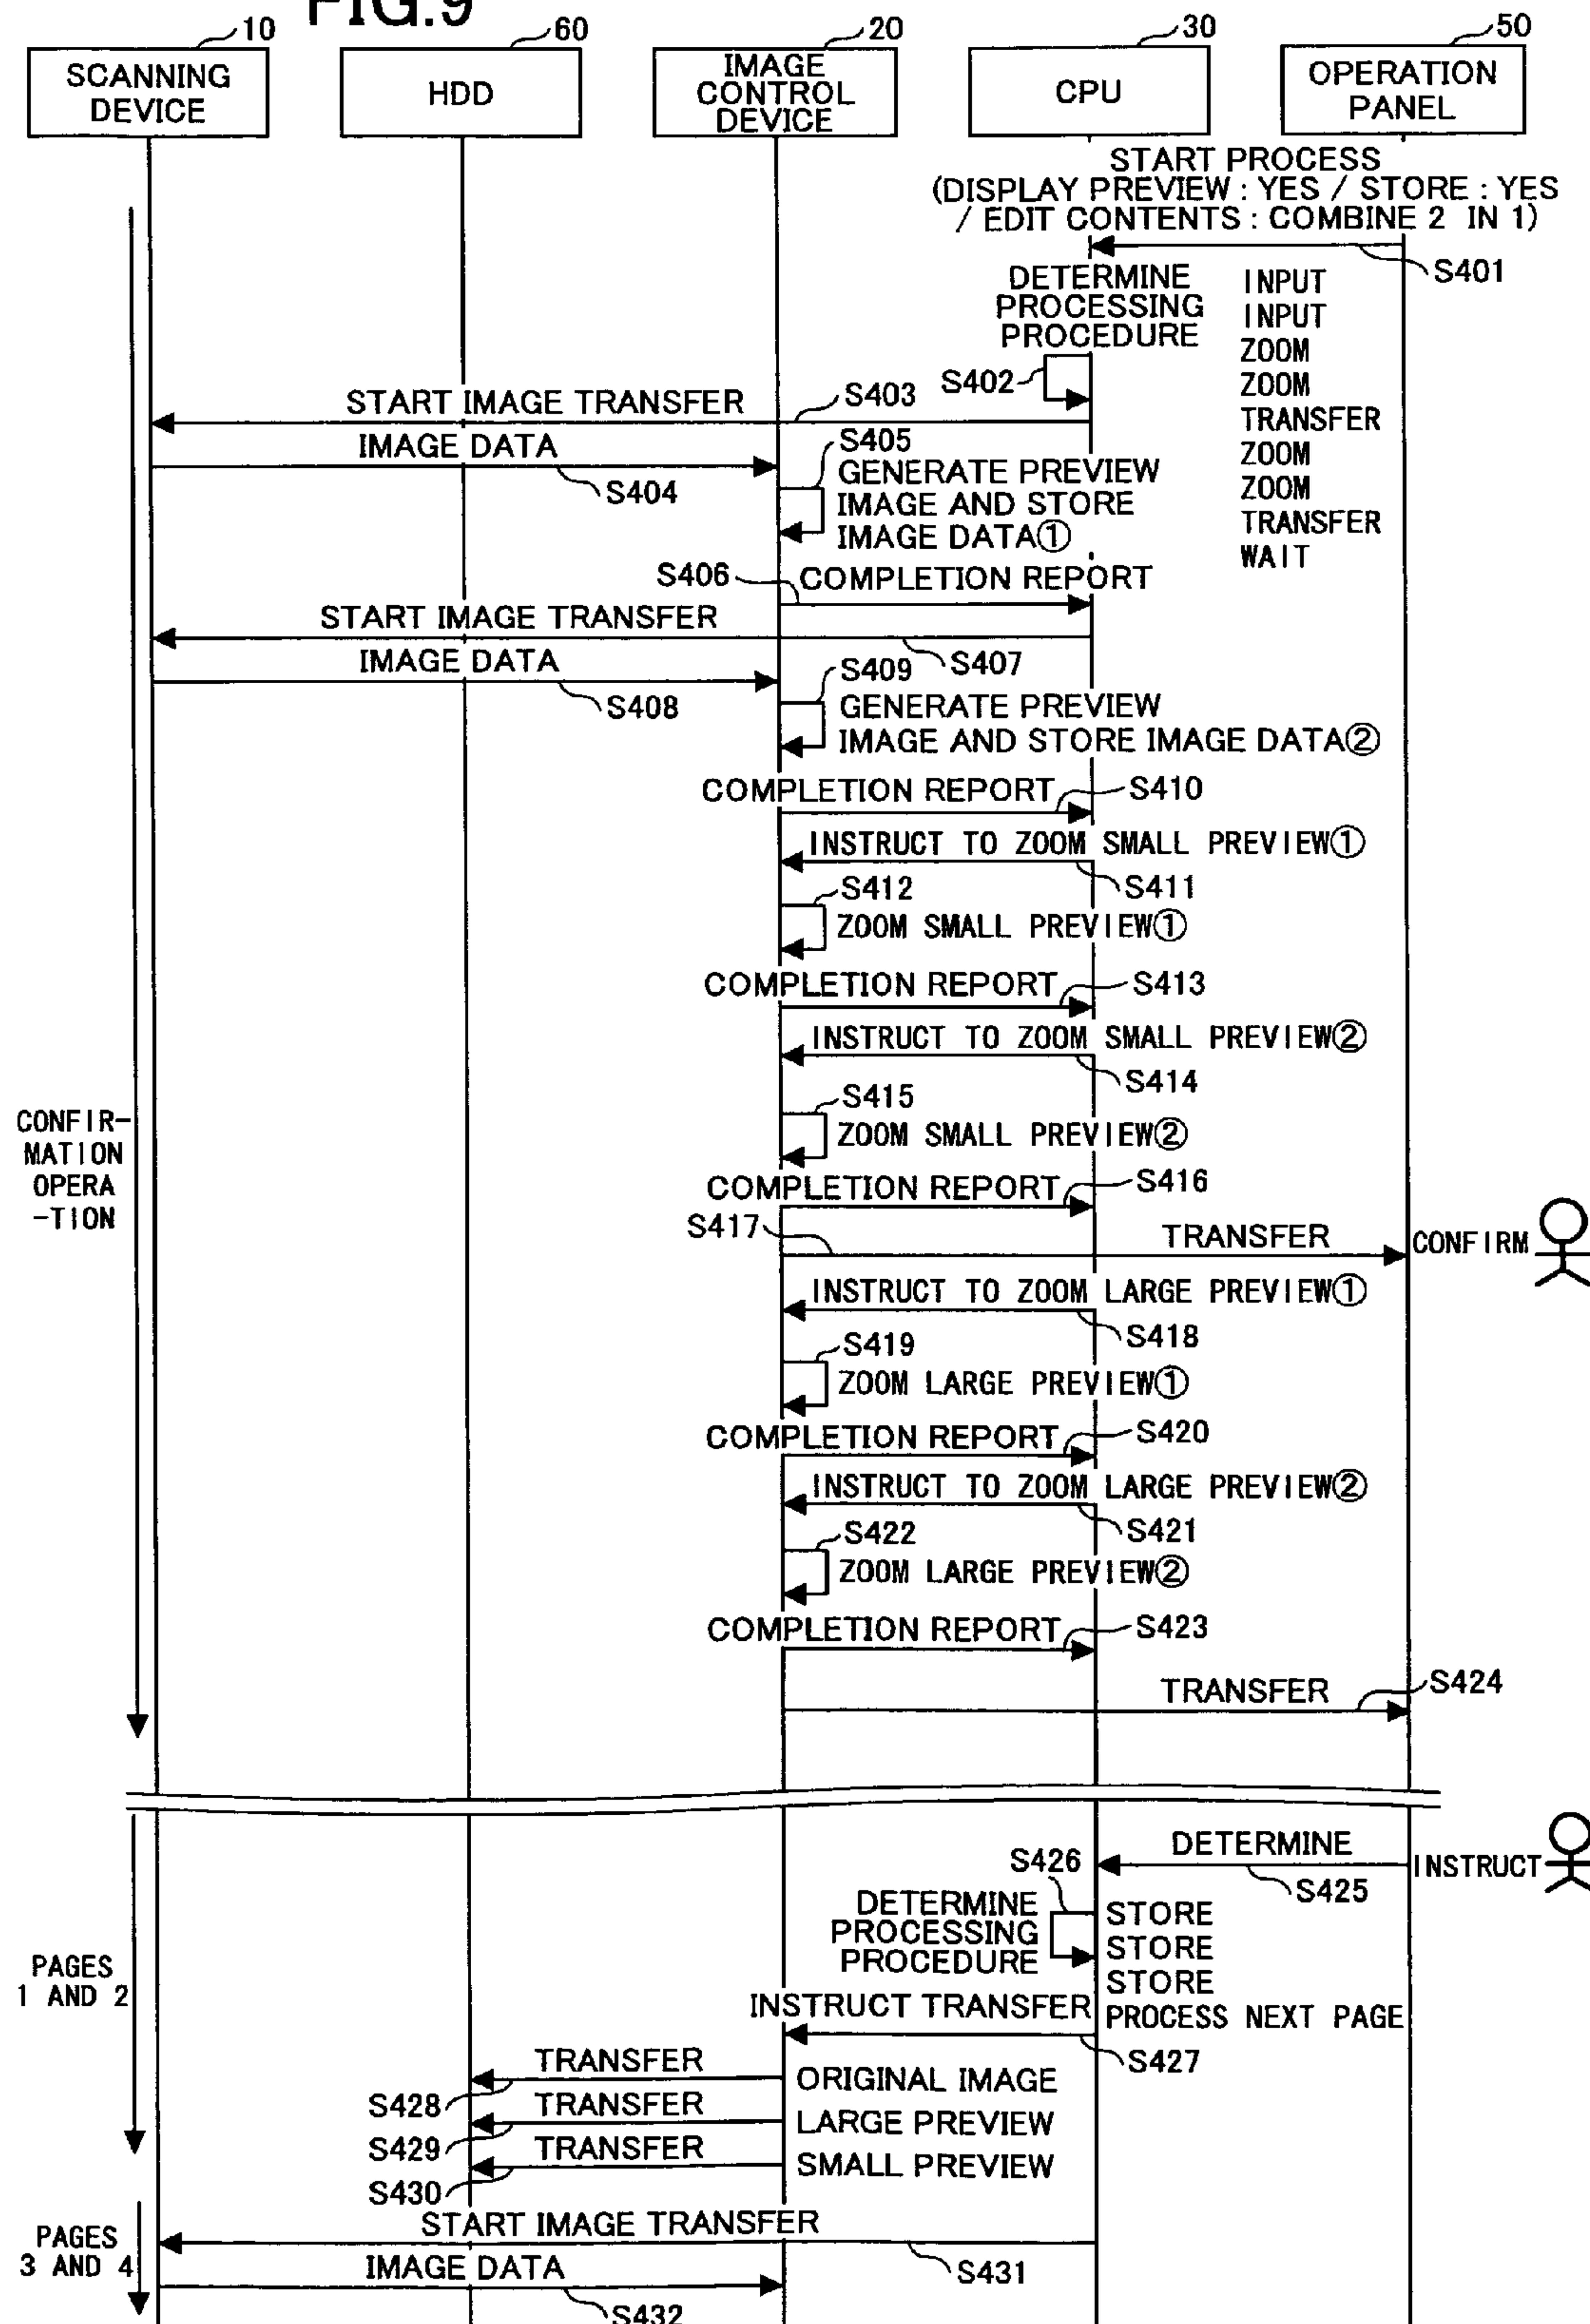 FIG.9
10
60
20
30
50
SCANNING
DEVICE
HDD
IMAGE
CONTROL
DEVICE
CPU
OPERATION
PANEL
START PROCESS
(DISPLAY PREVIEW : YES / STORE : YES
/ EDIT CONTENTS : COMBINE 2 IN 1)
S401
DETERMINE
PROCESSING
PROCEDURE
INPUT
INPUT
ZOOM
ZOOM
TRANSFER
ZOOM
ZOOM
TRANSFER
WAIT
S402
START IMAGE TRANSFER
S403
IMAGE DATA
S404
S405
GENERATE PREVIEW
IMAGE AND STORE
IMAGE DATA①
S406
COMPLETION REPORT
START IMAGE TRANSFER
S407
IMAGE DATA
S408
S409
GENERATE PREVIEW
IMAGE AND STORE IMAGE DATA②
COMPLETION REPORT
S410
INSTRUCT TO ZOOM SMALL PREVIEW①
S411
S412
ZOOM SMALL PREVIEW①
COMPLETION REPORT
S413
INSTRUCT TO ZOOM SMALL PREVIEW②
S414
S415
ZOOM SMALL PREVIEW②
CONFIR-
MATION
OPERA
-TION
COMPLETION REPORT
S416
S417
TRANSFER
CONFIRM
INSTRUCT TO ZOOM LARGE PREVIEW①
S418
S419
ZOOM LARGE PREVIEW①
COMPLETION REPORT
S420
INSTRUCT TO ZOOM LARGE PREVIEW②
S421
S422
ZOOM LARGE PREVIEW②
COMPLETION REPORT
S423
TRANSFER
S424
DETERMINE
INSTRUCT
S425
S426
DETERMINE
PROCESSING
PROCEDURE
STORE
STORE
STORE
PROCESS NEXT PAGE
PAGES
1 AND 2
INSTRUCT TRANSFER
S427
TRANSFER
ORIGINAL IMAGE
S428
TRANSFER
LARGE PREVIEW
S429
TRANSFER
SMALL PREVIEW
S430
PAGES
3 AND 4
START IMAGE TRANSFER
S431
IMAGE DATA
S432